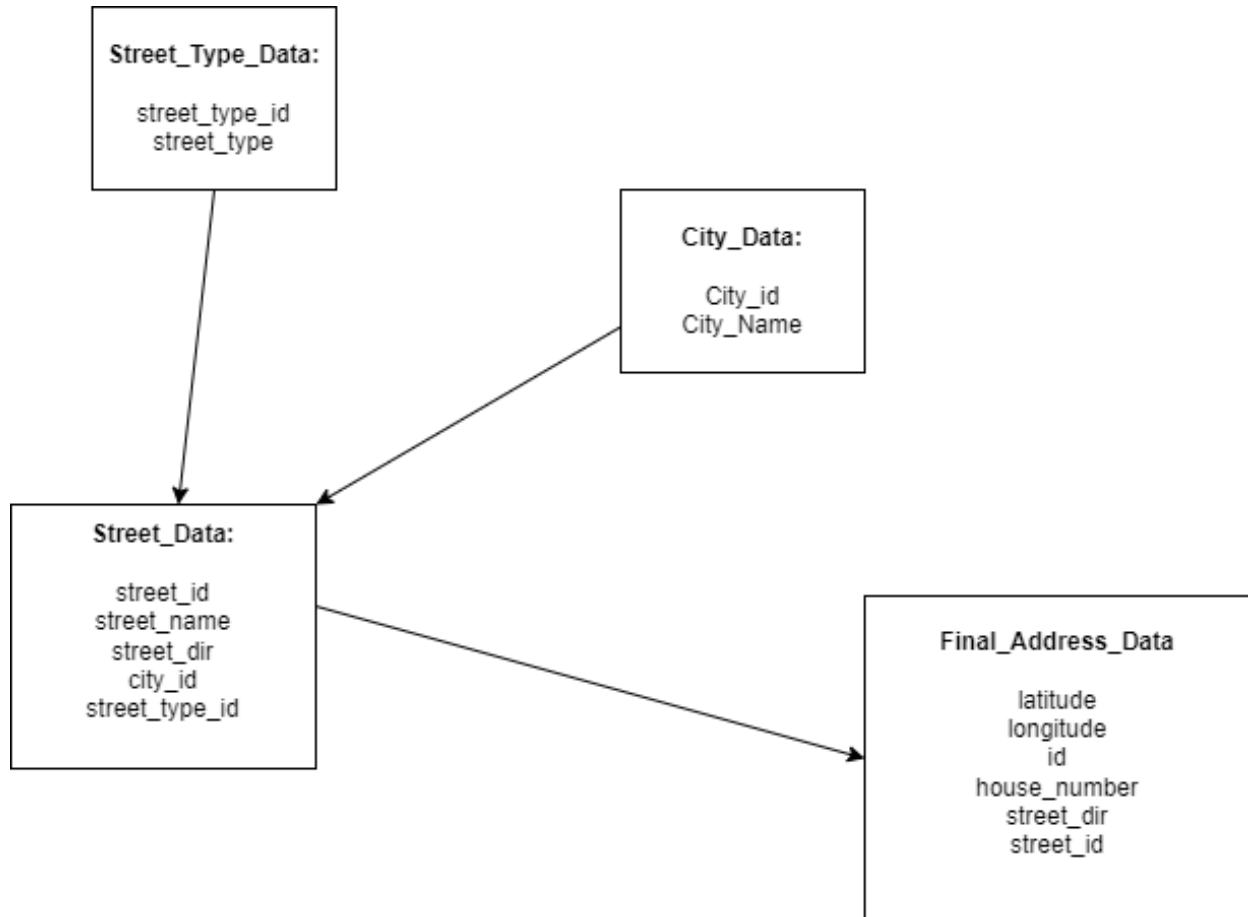 Street_Type_Data:
street_type_id
street_type
City_Data:
City_id
City_Name
Street_Data:
street_id
street_name
street_dir
city_id
street_type_id
Final_Address_Data
latitude
longitude
id
house_number
street_dir
street_id